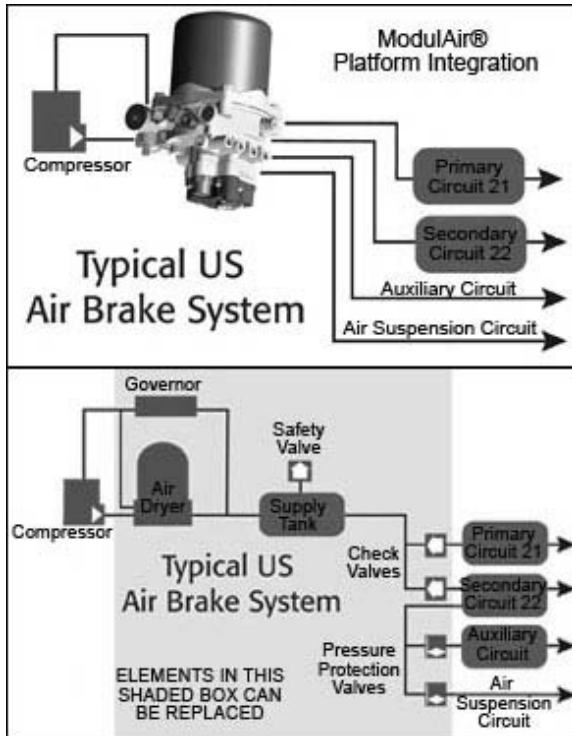 ModulAir®
Platform Integration
Compressor
Primary
Circuit 21
Secondary
Circuit 22
Typical US
Air Brake System
Auxiliary Circuit
Air Suspension Circuit
Governor
Safety
Valve
Air
Dryer
Supply
Tank
Compressor
Check
Valves
Primary
Circuit 21
Secondary
Circuit 22
Typical US
Air Brake System
Pressure
Protection
Valves
Auxiliary
Circuit
Air
Suspension
Circuit
ELEMENTS IN THIS
SHADED BOX CAN
BE REPLACED